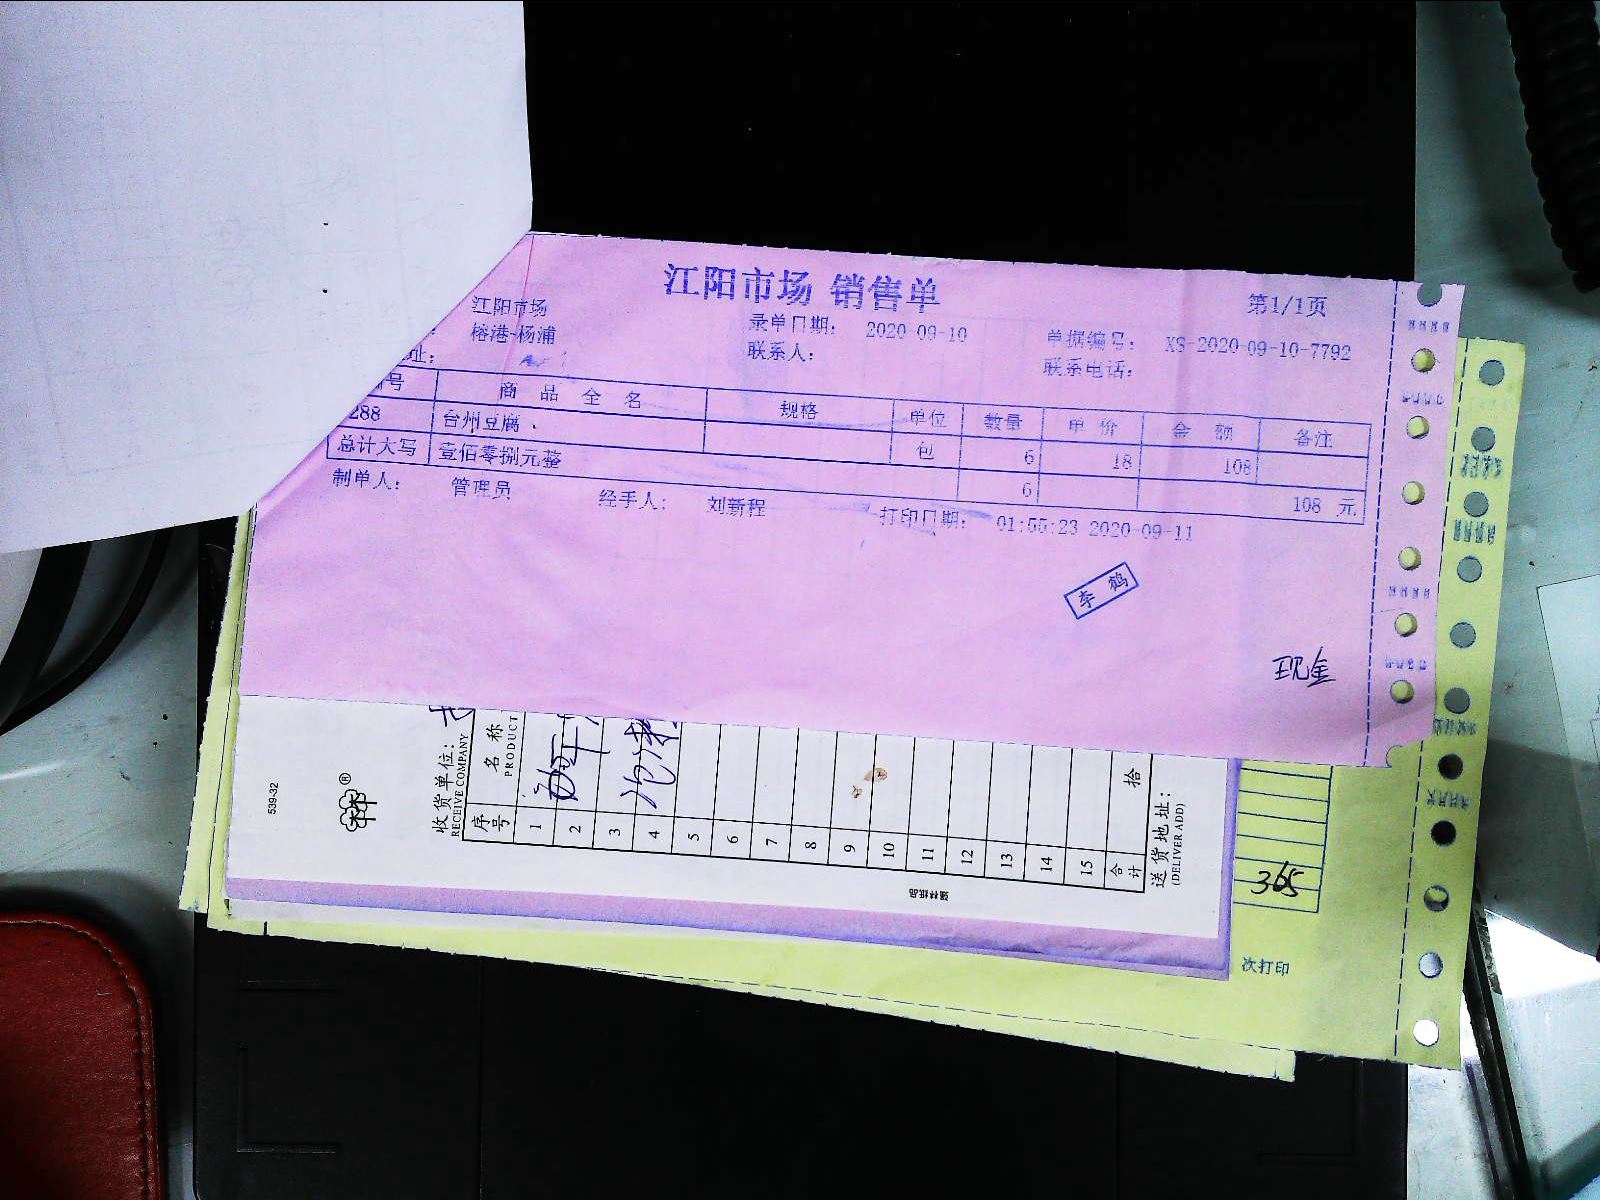 江阳市场 销售单
第1/1页
江阳市场
榕港-杨浦 录单日期： 2020-09-10 单据编号： XS-2020-09-10-7792
址： 联系人： 联系电话：
号 商品全名 规格 单位 数量 单价 金额 备注
288 台州豆腐 包 6 18 108
总计大写 壹佰零捌元整 6 108 元
制单人： 管理员 经手人： 刘新程 打印日期： 01:55:23 2020-09-11
李鹤
现金
539-32
收货单位：
RECEIVE COMPANY
序号 名称
PRODUCT
1
2
3
4
5
6
7
8
9
10
11
12
13
14
15
合计 拾
送货地址：
(DELIVER ADD)
365
次打印